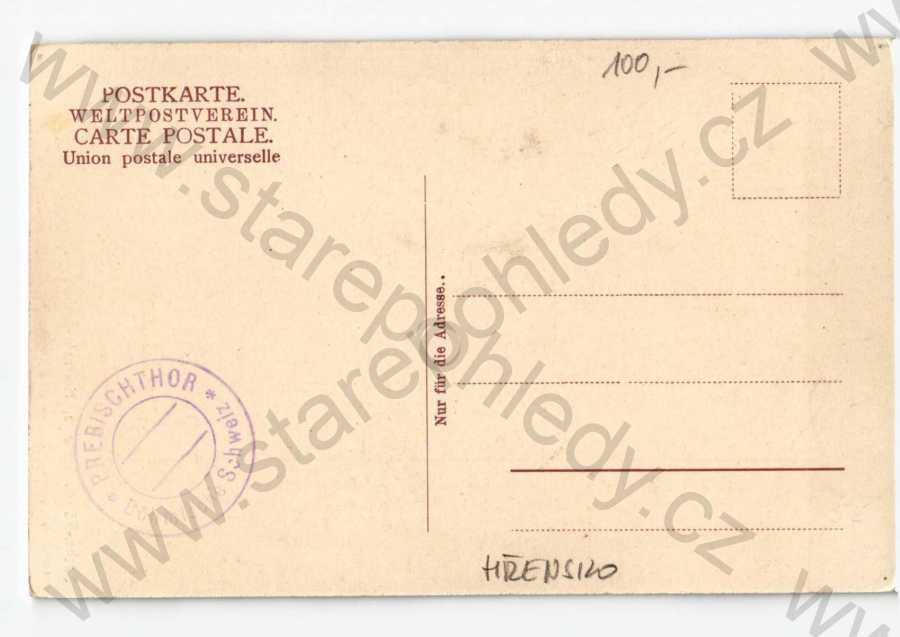 100,-
POSTKARTE.
WELTPOSTVEREIN.
CARTE POSTALE.
Union postale universelle
Nur für die Adresse..
* PREBISCHTHOR *
Schweiz
HŘENSKO
www.starepohledy.cz
www.starepohledy.cz